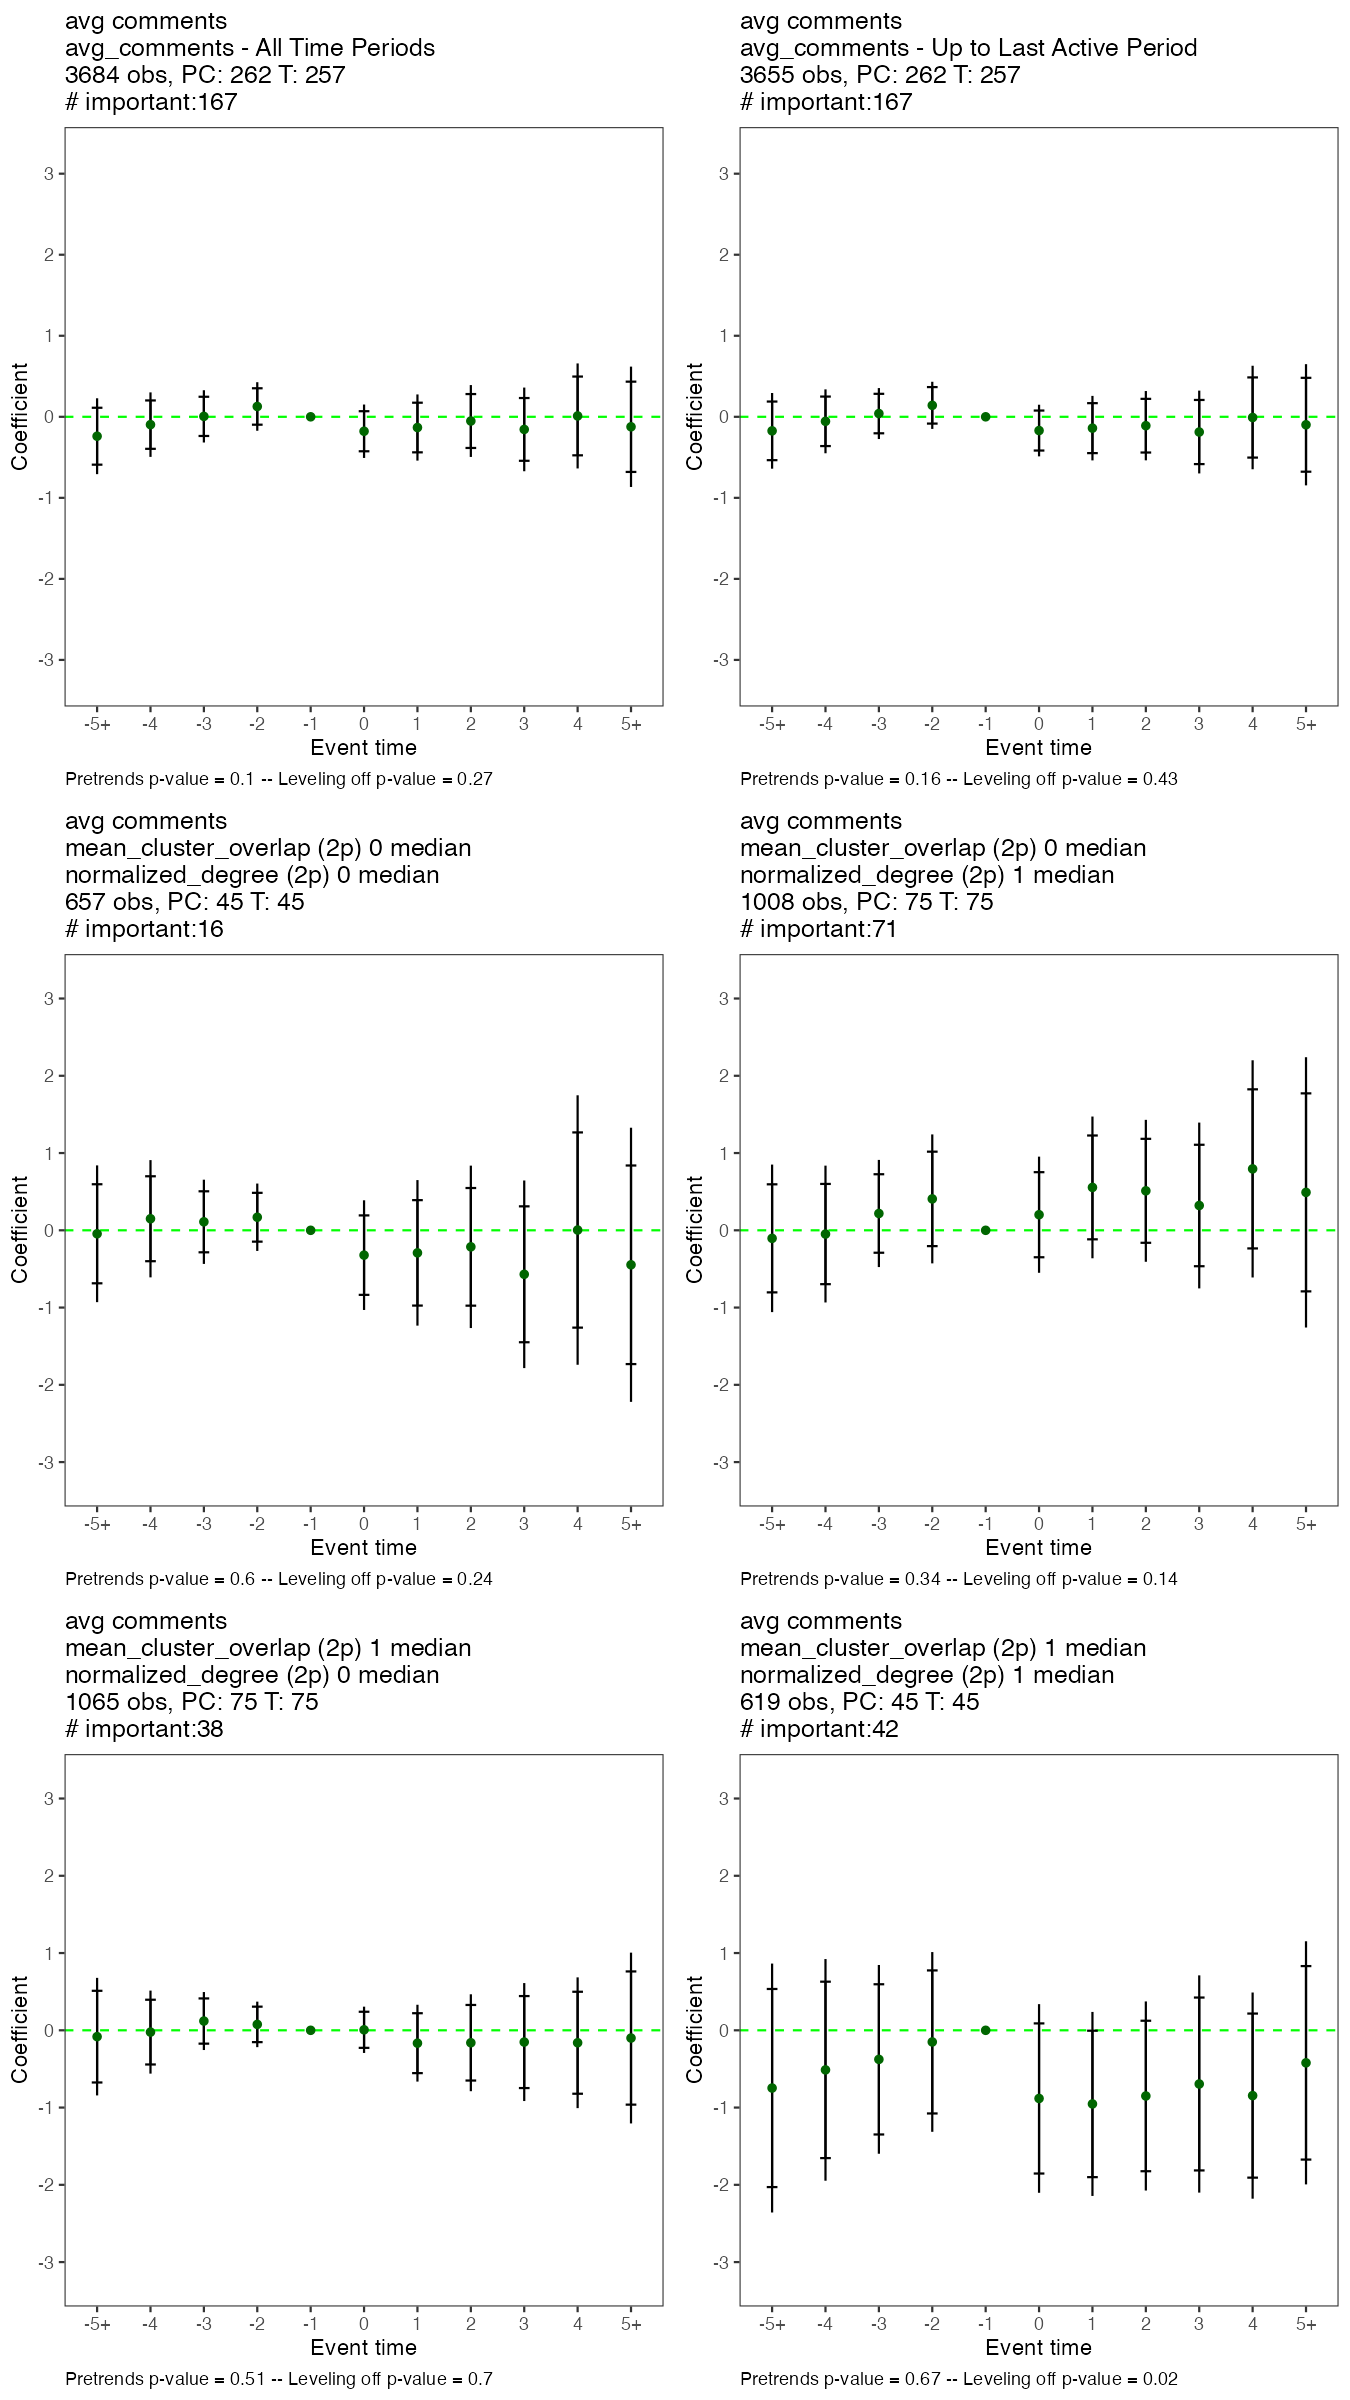 avg comments
avg_comments - All Time Periods
3684 obs, PC: 262 T: 257
# important:167
3
2
1
0
-1
-2
-3
Coefficient
-5+ -4 -3 -2 -1 0 1 2 3 4 5+
Event time
Pretrends p-value = 0.1 -- Leveling off p-value = 0.27
avg comments
avg_comments - Up to Last Active Period
3655 obs, PC: 262 T: 257
# important:167
3
2
1
0
-1
-2
-3
Coefficient
-5+ -4 -3 -2 -1 0 1 2 3 4 5+
Event time
Pretrends p-value = 0.16 -- Leveling off p-value = 0.43
avg comments
mean_cluster_overlap (2p) 0 median
normalized_degree (2p) 0 median
657 obs, PC: 45 T: 45
# important:16
3
2
1
0
-1
-2
-3
Coefficient
-5+ -4 -3 -2 -1 0 1 2 3 4 5+
Event time
Pretrends p-value = 0.6 -- Leveling off p-value = 0.24
avg comments
mean_cluster_overlap (2p) 0 median
normalized_degree (2p) 1 median
1008 obs, PC: 75 T: 75
# important:71
3
2
1
0
-1
-2
-3
Coefficient
-5+ -4 -3 -2 -1 0 1 2 3 4 5+
Event time
Pretrends p-value = 0.34 -- Leveling off p-value = 0.14
avg comments
mean_cluster_overlap (2p) 1 median
normalized_degree (2p) 0 median
1065 obs, PC: 75 T: 75
# important:38
3
2
1
0
-1
-2
-3
Coefficient
-5+ -4 -3 -2 -1 0 1 2 3 4 5+
Event time
Pretrends p-value = 0.51 -- Leveling off p-value = 0.7
avg comments
mean_cluster_overlap (2p) 1 median
normalized_degree (2p) 1 median
619 obs, PC: 45 T: 45
# important:42
3
2
1
0
-1
-2
-3
Coefficient
-5+ -4 -3 -2 -1 0 1 2 3 4 5+
Event time
Pretrends p-value = 0.67 -- Leveling off p-value = 0.02